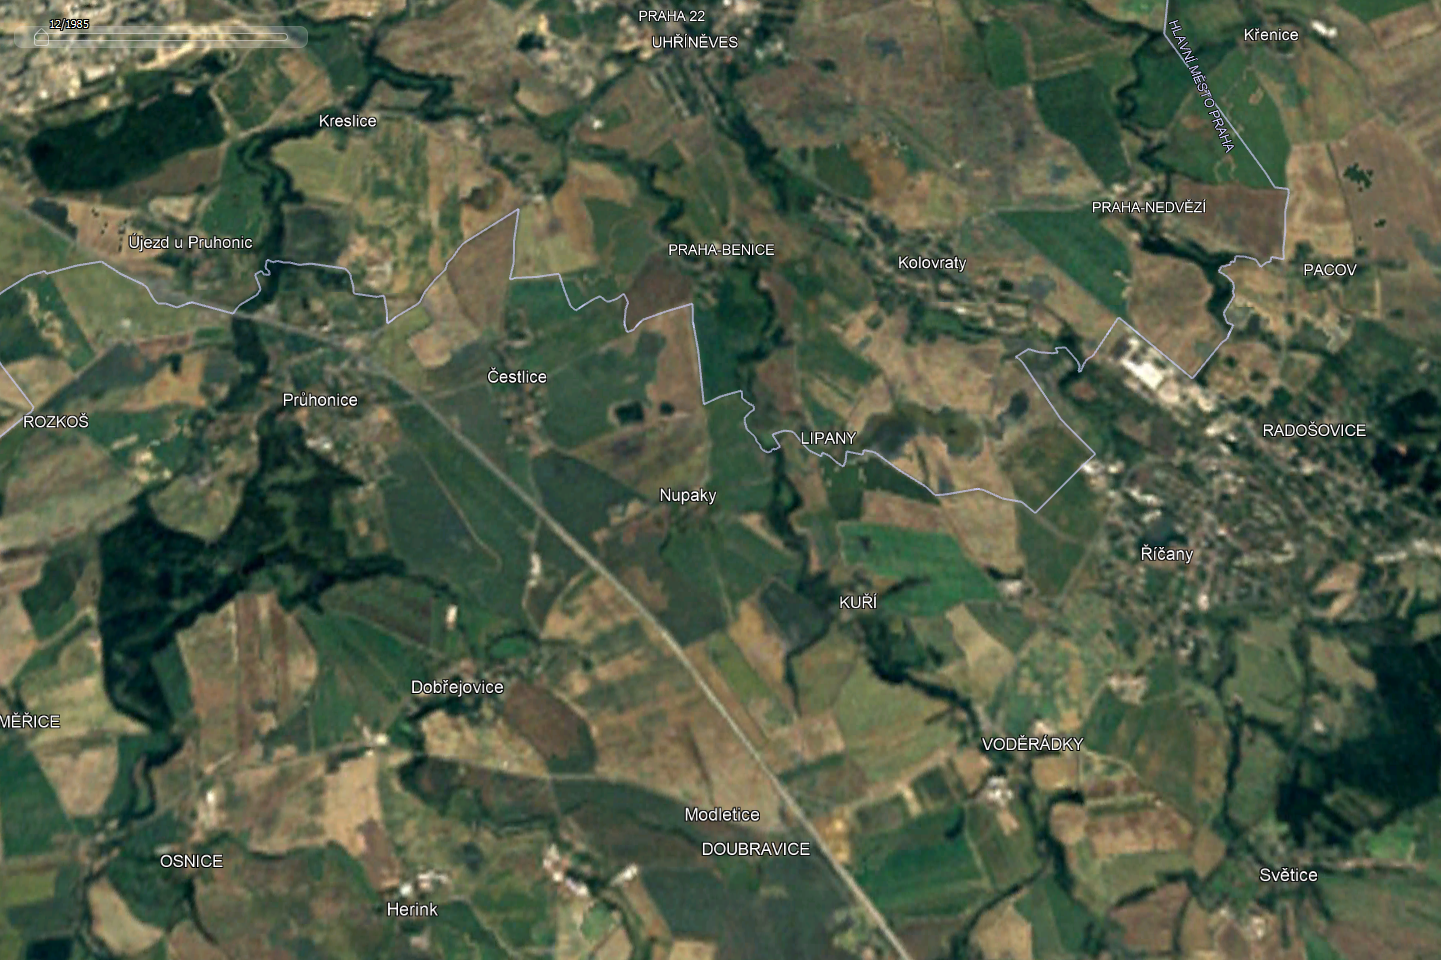 12/1985
PRAHA 22
UHŘÍNĚVES
Křenice
HLAVNÍ MĚSTO PRAHA
Kreslice
PRAHA-NEDVĚZÍ
Újezd u Pruhonic
PRAHA-BENICE
Kolovraty
PACOV
Čestlice
Průhonice
ROZKOŠ
LIPANY
RADOŠOVICE
Nupaky
Říčany
KUŘÍ
Dobřejovice
MĚŘICE
VODĚRÁDKY
Modletice
DOUBRAVICE
OSNICE
Světice
Herink